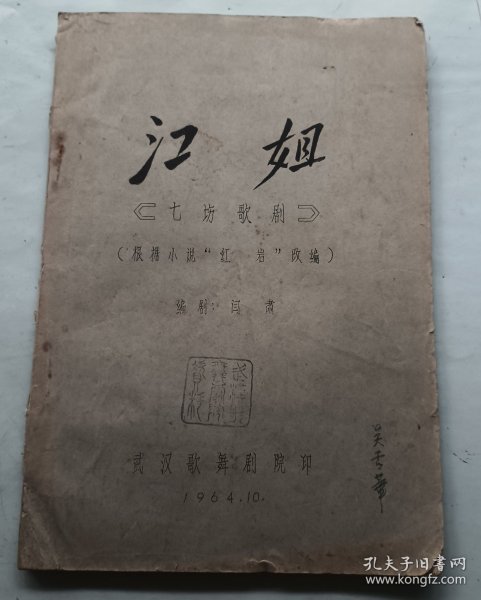 江 姐
《七场歌剧》
(根据小说“红 岩”改编)
编剧:闫 肃
武汉歌舞剧院印
1964.10.
孔夫子旧书网
www.kongfz.com